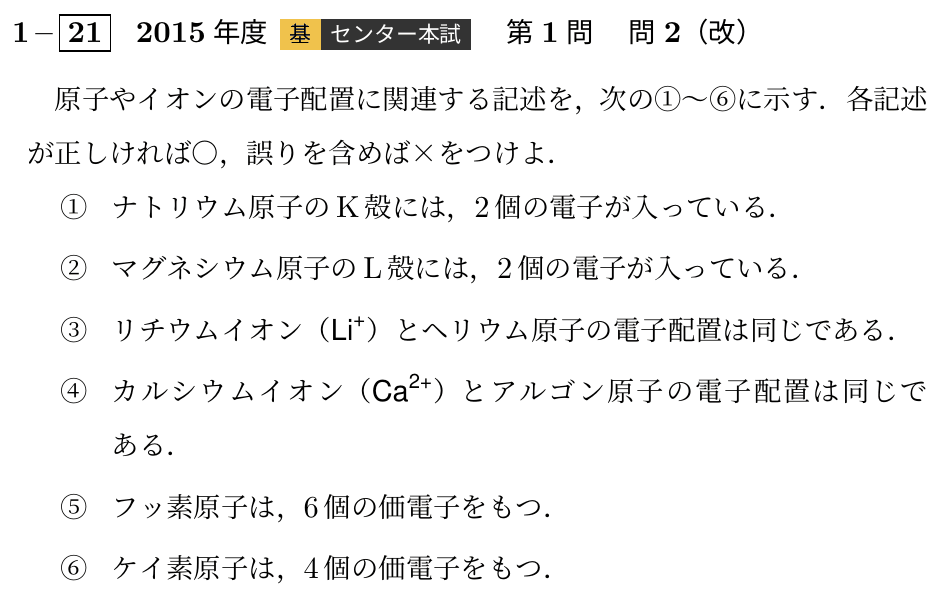 1－21 2015 年度 基 センター本試 第 1 問 問 2（改）
原子やイオンの電子配置に関連する記述を，次の①～⑥に示す．各記述
が正しければ○，誤りを含めば×をつけよ．
① ナトリウム原子の K 殻には，2 個の電子が入っている．
② マグネシウム原子の L 殻には，2 個の電子が入っている．
③ リチウムイオン（Li⁺）とヘリウム原子の電子配置は同じである．
④ カルシウムイオン（Ca²⁺）とアルゴン原子の電子配置は同じで
ある．
⑤ フッ素原子は，6 個の価電子をもつ．
⑥ ケイ素原子は，4 個の価電子をもつ．